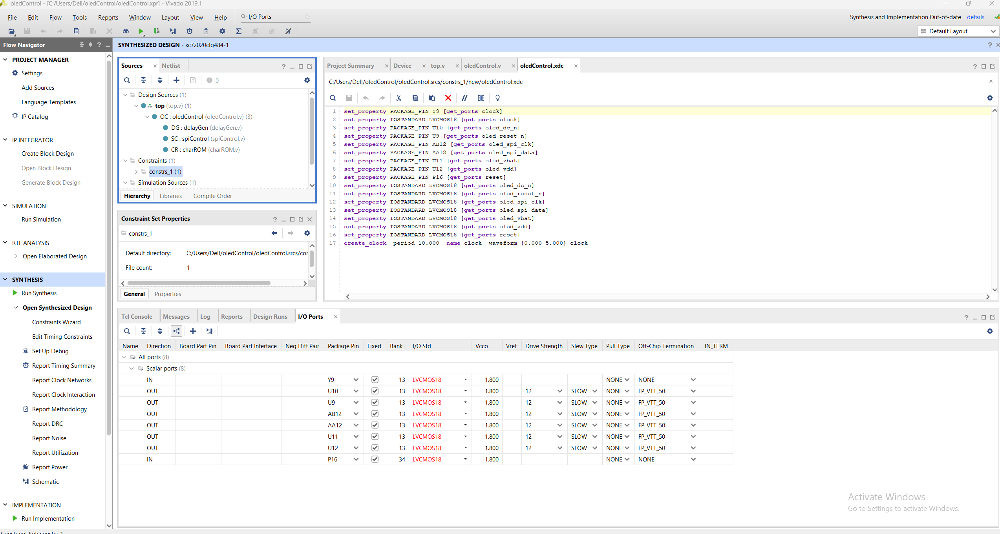 oledControl - [C:/Users/Dell/oledControl/oledControl.xpr] - Vivado 2019.1
File Edit Flow Tools Reports Window Layout View Help I/O Ports
Synthesis and Implementation Out-of-date details
Default Layout
Flow Navigator
SYNTHESIZED DESIGN - xc7z020clg484-1
PROJECT MANAGER
Settings
Add Sources
Language Templates
IP Catalog
IP INTEGRATOR
Create Block Design
Open Block Design
Generate Block Design
SIMULATION
Run Simulation
RTL ANALYSIS
Open Elaborated Design
SYNTHESIS
Run Synthesis
Open Synthesized Design
Constraints Wizard
Edit Timing Constraints
Set Up Debug
Report Timing Summary
Report Clock Networks
Report Clock Interaction
Report Methodology
Report DRC
Report Noise
Report Utilization
Report Power
Schematic
IMPLEMENTATION
Run Implementation
Sources Netlist
0
Design Sources (1)
top (top.v) (1)
OC : oledControl (oledControl.v) (3)
DG : delayGen (delayGen.v)
SC : spiControl (spiControl.v)
CR : charROM (charROM.v)
Constraints (1)
constrs_1 (1)
Simulation Sources (1)
Hierarchy Libraries Compile Order
Constraint Set Properties
constrs_1
Default directory: C:/Users/Dell/oledControl/oledControl.srcs/cor
File count: 1
General Properties
Project Summary Device top.v oledControl.v oledControl.xdc
C:/Users/Dell/oledControl/oledControl.srcs/constrs_1/new/oledControl.xdc
1 set_property PACKAGE_PIN Y9 [get_ports clock]
2 set_property IOSTANDARD LVCMOS18 [get_ports clock]
3 set_property PACKAGE_PIN U10 [get_ports oled_dc_n]
4 set_property PACKAGE_PIN U9 [get_ports oled_reset_n]
5 set_property PACKAGE_PIN AB12 [get_ports oled_spi_clk]
6 set_property PACKAGE_PIN AA12 [get_ports oled_spi_data]
7 set_property PACKAGE_PIN U11 [get_ports oled_vbat]
8 set_property PACKAGE_PIN U12 [get_ports oled_vdd]
9 set_property PACKAGE_PIN P16 [get_ports reset]
10 set_property IOSTANDARD LVCMOS18 [get_ports oled_dc_n]
11 set_property IOSTANDARD LVCMOS18 [get_ports oled_reset_n]
12 set_property IOSTANDARD LVCMOS18 [get_ports oled_spi_clk]
13 set_property IOSTANDARD LVCMOS18 [get_ports oled_spi_data]
14 set_property IOSTANDARD LVCMOS18 [get_ports oled_vbat]
15 set_property IOSTANDARD LVCMOS18 [get_ports oled_vdd]
16 set_property IOSTANDARD LVCMOS18 [get_ports reset]
17 create_clock -period 10.000 -name clock -waveform {0.000 5.000} clock
Tcl Console Messages Log Reports Design Runs I/O Ports
Name Direction Board Part Pin Board Part Interface Neg Diff Pair Package Pin Fixed Bank I/O Std Vcco Vref Drive Strength Slew Type Pull Type Off-Chip Termination IN_TERM
All ports (8)
Scalar ports (8)
IN Y9 13 LVCMOS18 1.800 NONE NONE
OUT U10 13 LVCMOS18 1.800 12 SLOW NONE FP_VTT_50
OUT U9 13 LVCMOS18 1.800 12 SLOW NONE FP_VTT_50
OUT AB12 13 LVCMOS18 1.800 12 SLOW NONE FP_VTT_50
OUT AA12 13 LVCMOS18 1.800 12 SLOW NONE FP_VTT_50
OUT U11 13 LVCMOS18 1.800 12 SLOW NONE FP_VTT_50
OUT U12 13 LVCMOS18 1.800 12 SLOW NONE FP_VTT_50
IN P16 34 LVCMOS18 1.800 NONE NONE
Activate Windows
Go to Settings to activate Windows.
Constraint Set: constrs_1